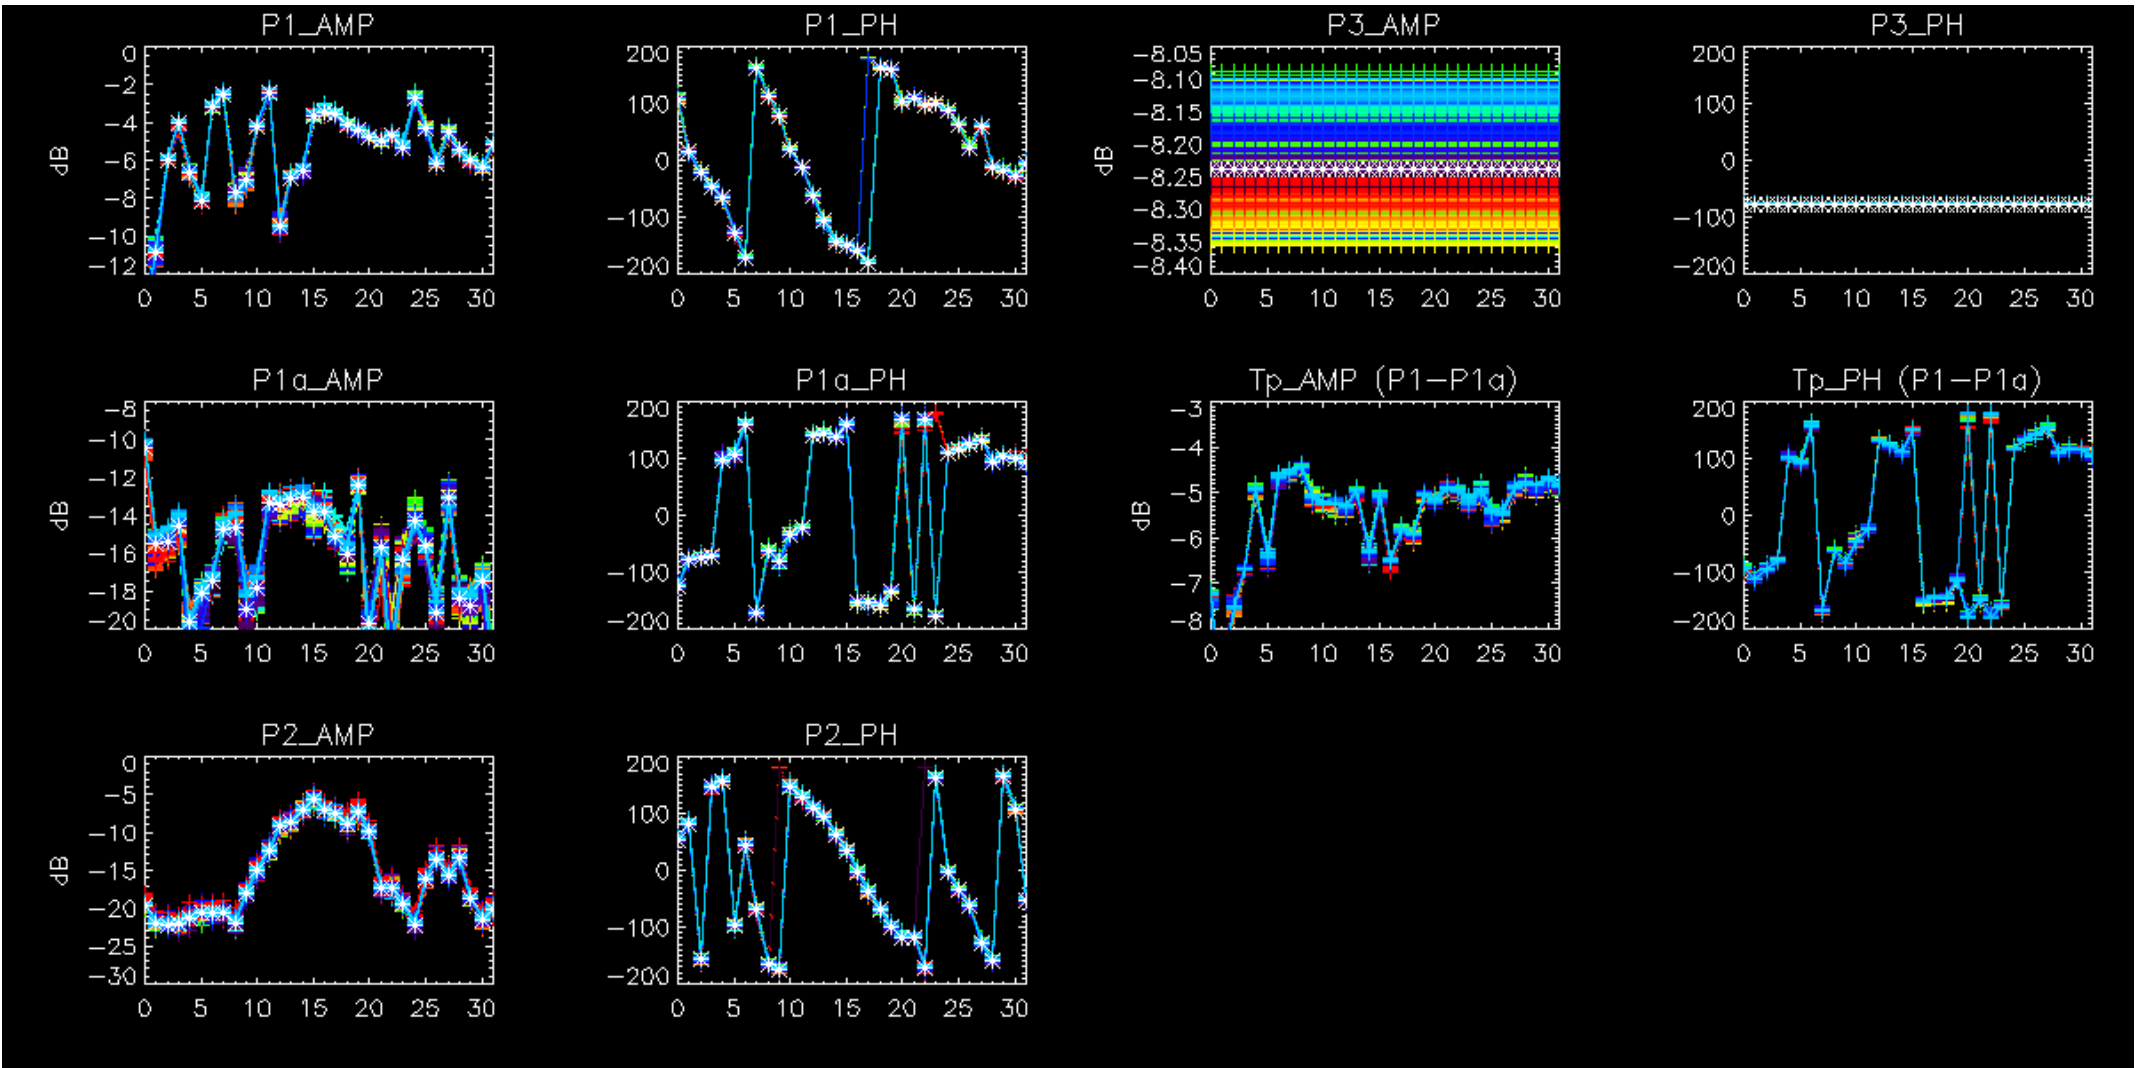 P1_AMP
P1_PH
P3_AMP
P3_PH
0
-2
-4
-6
-8
-10
-12
dB
0 5 10 15 20 25 30
200
100
0
-100
-200
0 5 10 15 20 25 30
-8.05
-8.10
-8.15
-8.20
-8.25
-8.30
-8.35
-8.40
dB
0 5 10 15 20 25 30
200
100
0
-100
-200
0 5 10 15 20 25 30
P1a_AMP
P1a_PH
Tp_AMP (P1-P1a)
Tp_PH (P1-P1a)
-8
-10
-12
-14
-16
-18
-20
dB
0 5 10 15 20 25 30
200
100
0
-100
-200
0 5 10 15 20 25 30
-3
-4
-5
-6
-7
-8
dB
0 5 10 15 20 25 30
200
100
0
-100
-200
0 5 10 15 20 25 30
P2_AMP
P2_PH
0
-5
-10
-15
-20
-25
-30
dB
0 5 10 15 20 25 30
200
100
0
-100
-200
0 5 10 15 20 25 30